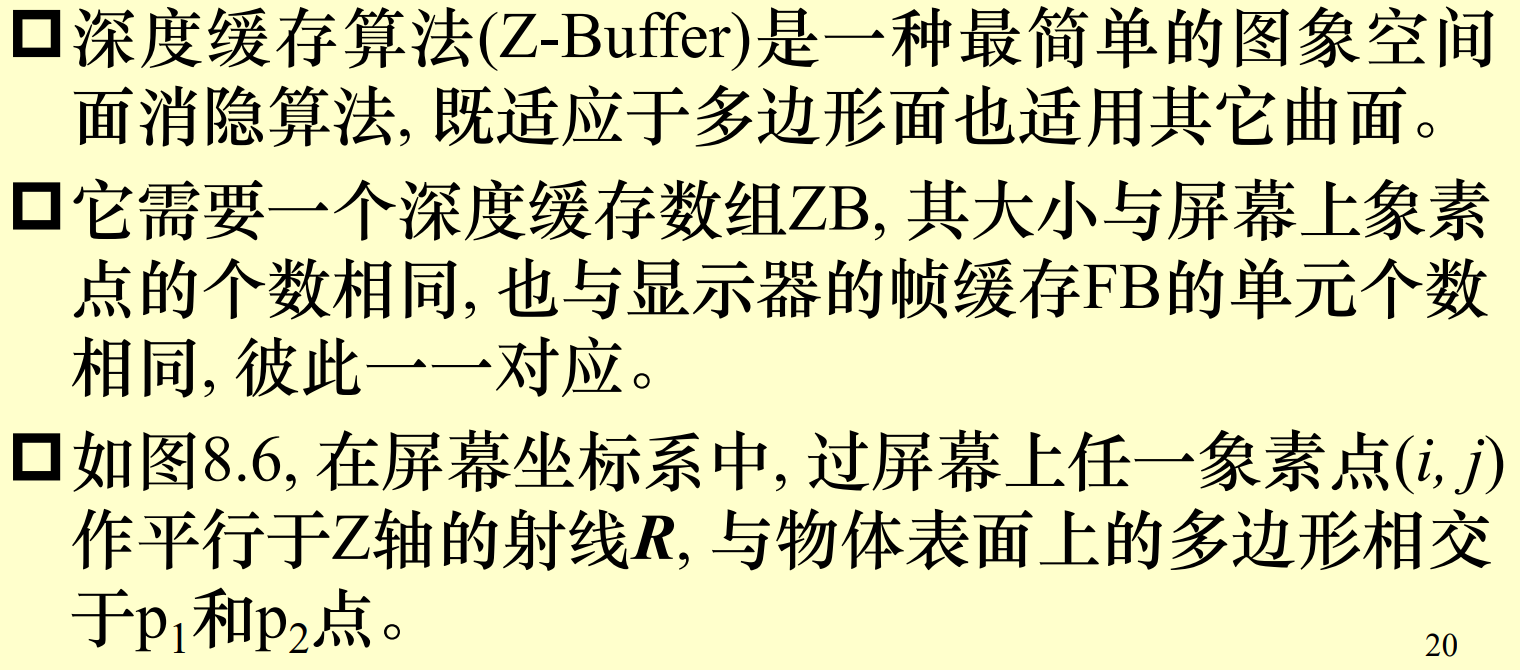 深度缓存算法(Z-Buffer)是一种最简单的图象空间
面消隐算法, 既适应于多边形面也适用其它曲面。
它需要一个深度缓存数组ZB, 其大小与屏幕上象素
点的个数相同, 也与显示器的帧缓存FB的单元个数
相同, 彼此一一对应。
如图8.6, 在屏幕坐标系中, 过屏幕上任一象素点(i, j)
作平行于Z轴的射线R, 与物体表面上的多边形相交
于p₁和p₂点。
20